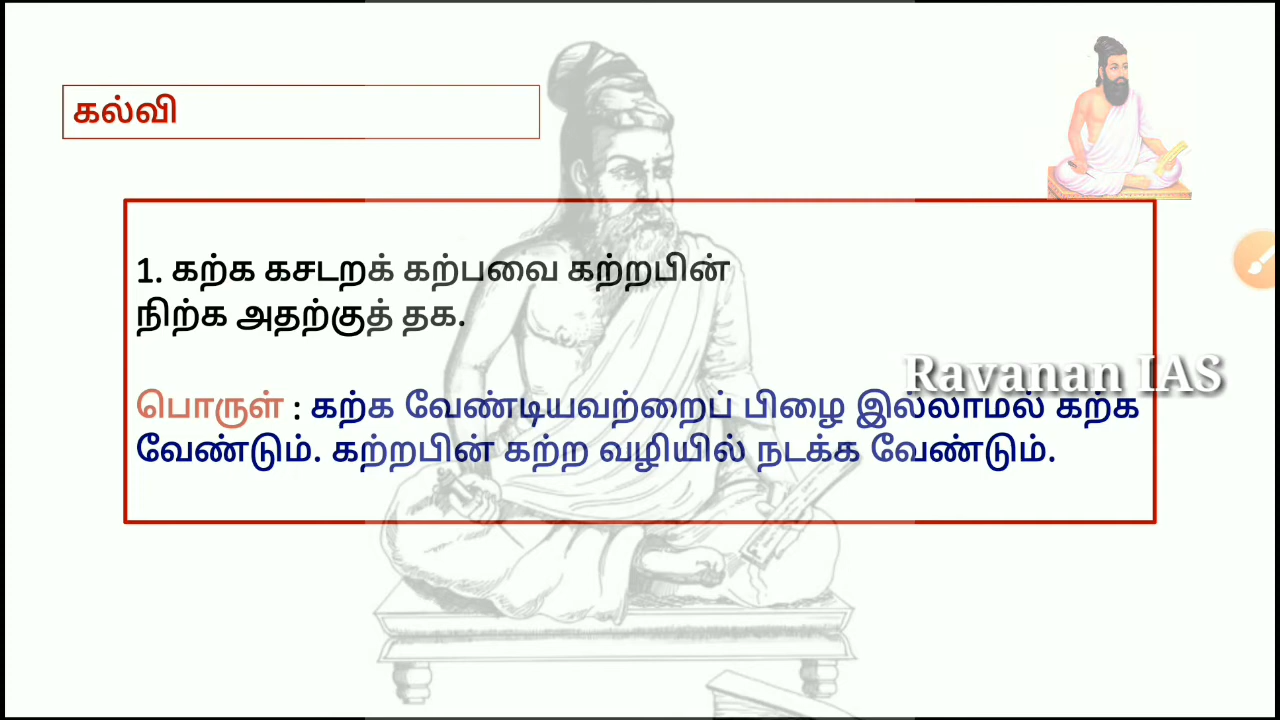 கல்வி
1. கற்க கசடறக் கற்பவை கற்றபின்
நிற்க அதற்குத் தக.
Ravanan IAS
பொருள் : கற்க வேண்டியவற்றைப் பிழை இல்லாமல் கற்க
வேண்டும். கற்றபின் கற்ற வழியில் நடக்க வேண்டும்.